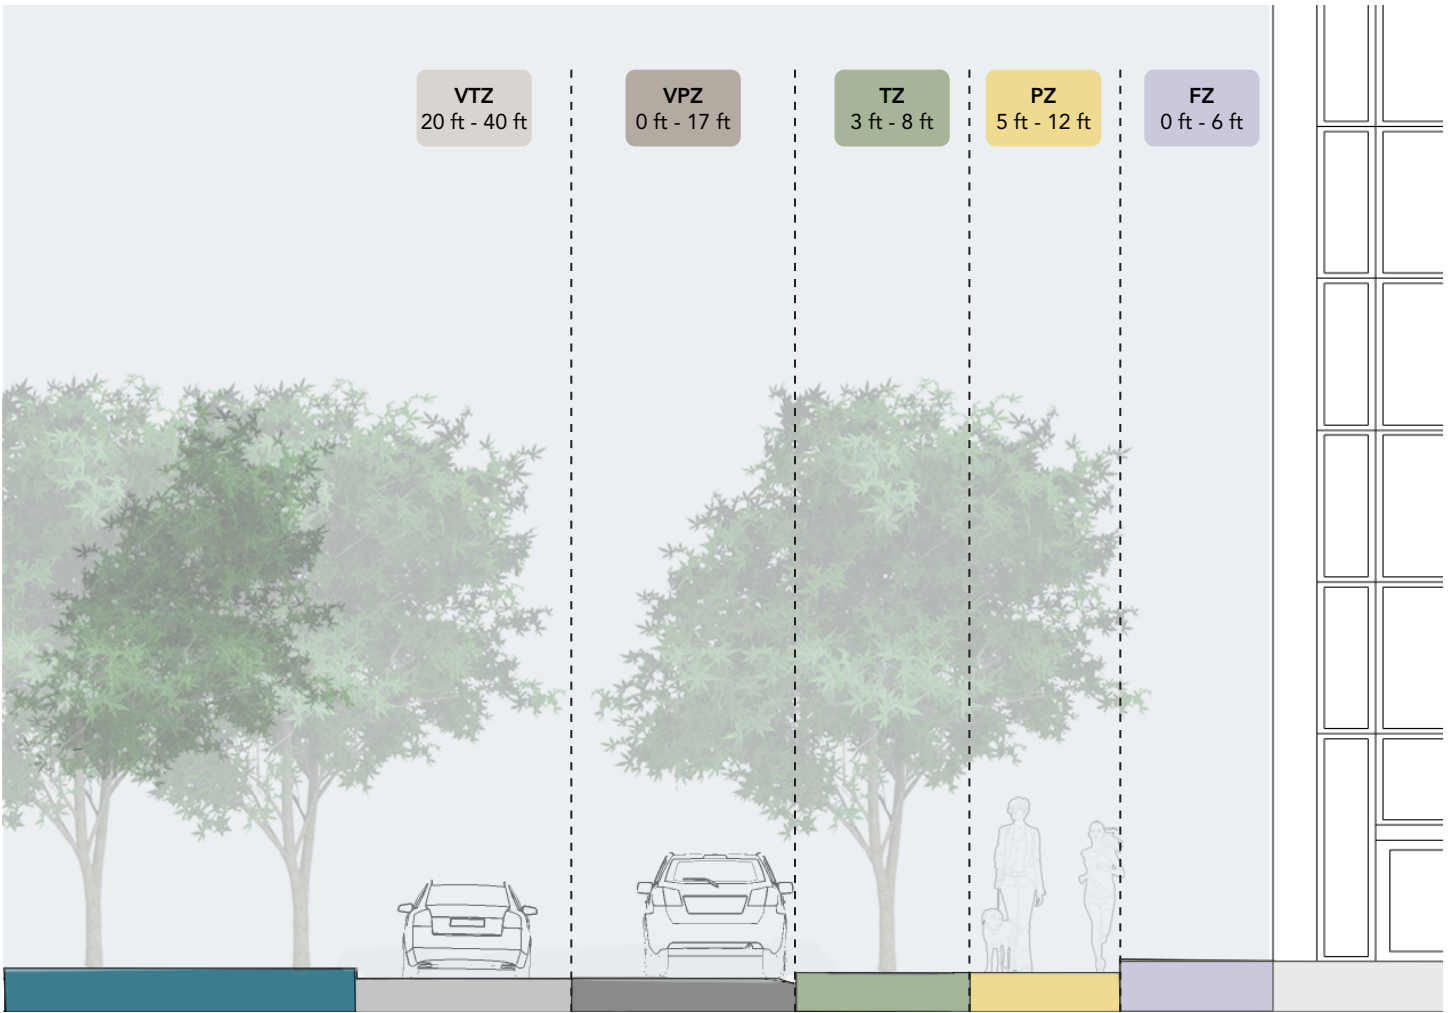 VTZ
20 ft - 40 ft
VPZ
0 ft - 17 ft
TZ
3 ft - 8 ft
PZ
5 ft - 12 ft
FZ
0 ft - 6 ft